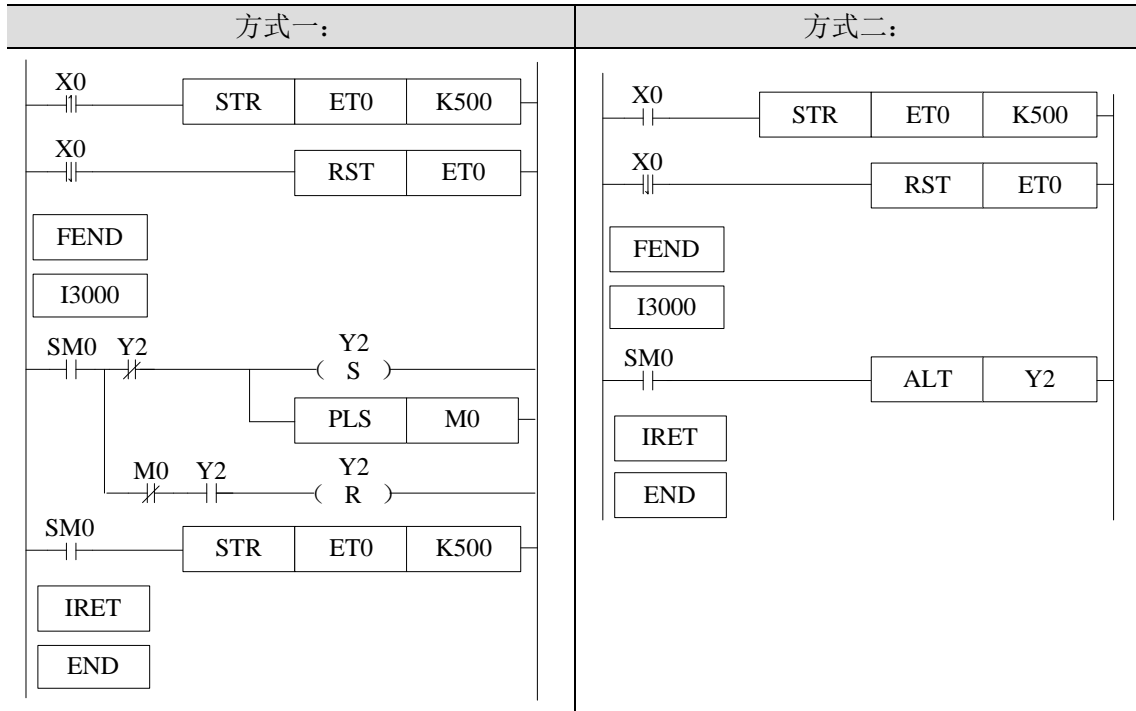 方式一：
X0
STR ET0 K500
X0
RST ET0
FEND
I3000
SM0 Y2 Y2
( S )
PLS M0
M0 Y2 Y2
( R )
SM0
STR ET0 K500
IRET
END
方式二：
X0
STR ET0 K500
X0
RST ET0
FEND
I3000
SM0
ALT Y2
IRET
END